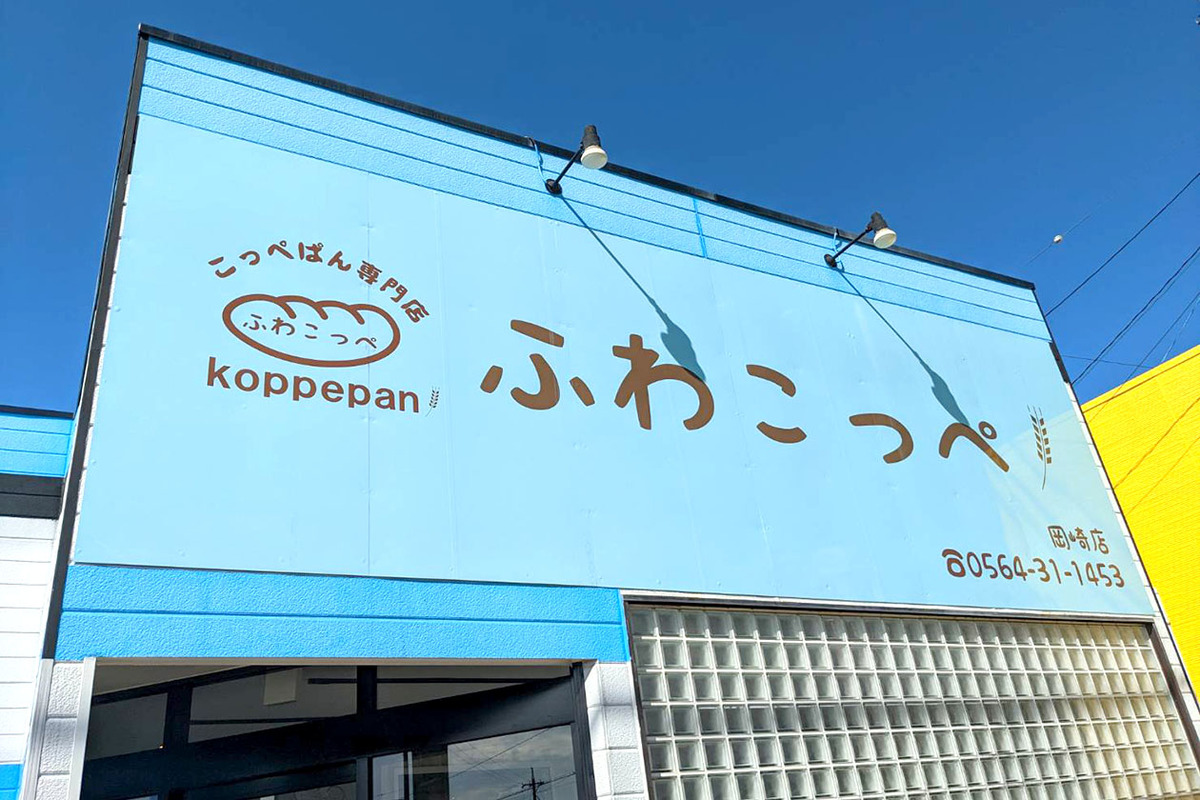 こっぺぱん専門店
ふわこっぺ
koppepan
ふわこっぺ
岡崎店
☎0564-31-1453